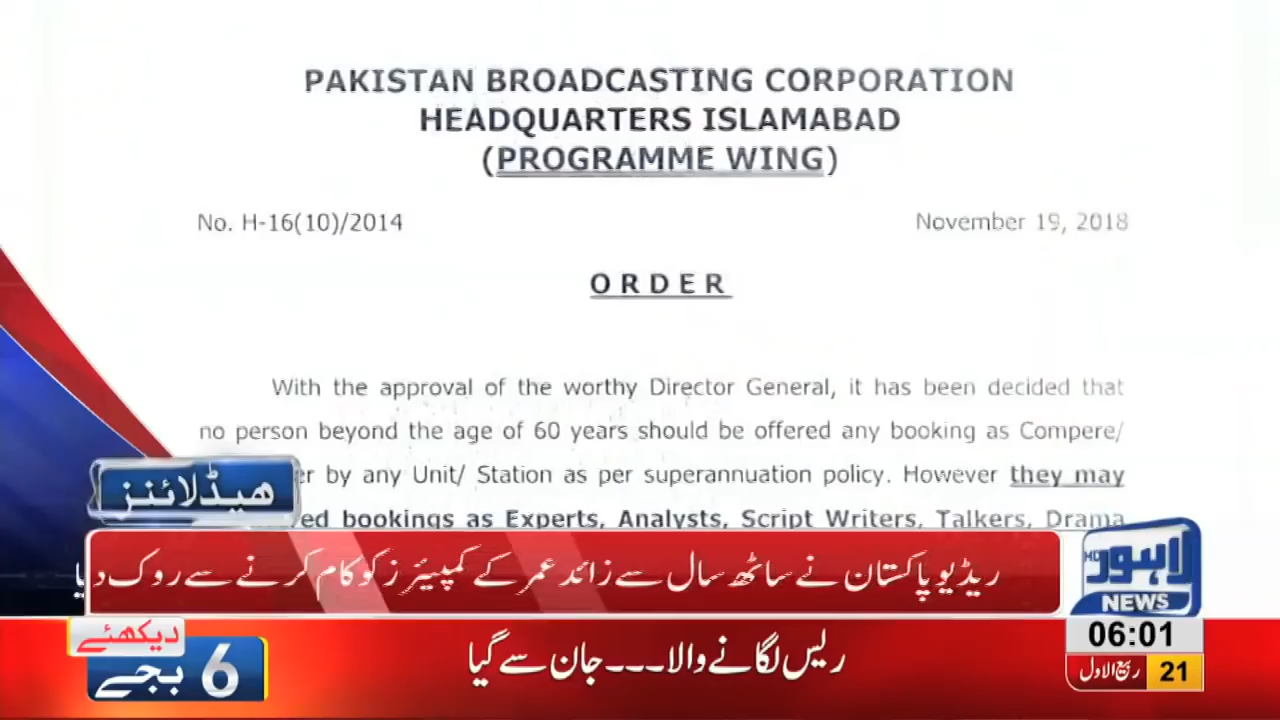 PAKISTAN BROADCASTING CORPORATION
HEADQUARTERS ISLAMABAD
(PROGRAMME WING)
No. H-16(10)/2014 November 19, 2018
ORDER
With the approval of the worthy Director General, it has been decided that
no person beyond the age of 60 years should be offered any booking as Compere/
by any Unit/ Station as per superannuation policy. However they may
bookings as Experts, Analysts, Script Writers, Talkers, Drama
ھیڈلائنز
ریڈیو پاکستان نے ساٹھ سال سے زائد عمر کے کمپیئرز کو کام کرنے سے روک دیا
HD لاہور
NEWS
06:01
21 ربیع الاول
دیکھئے
6 بجے
ریس لگانے والا۔۔۔جان سے گیا